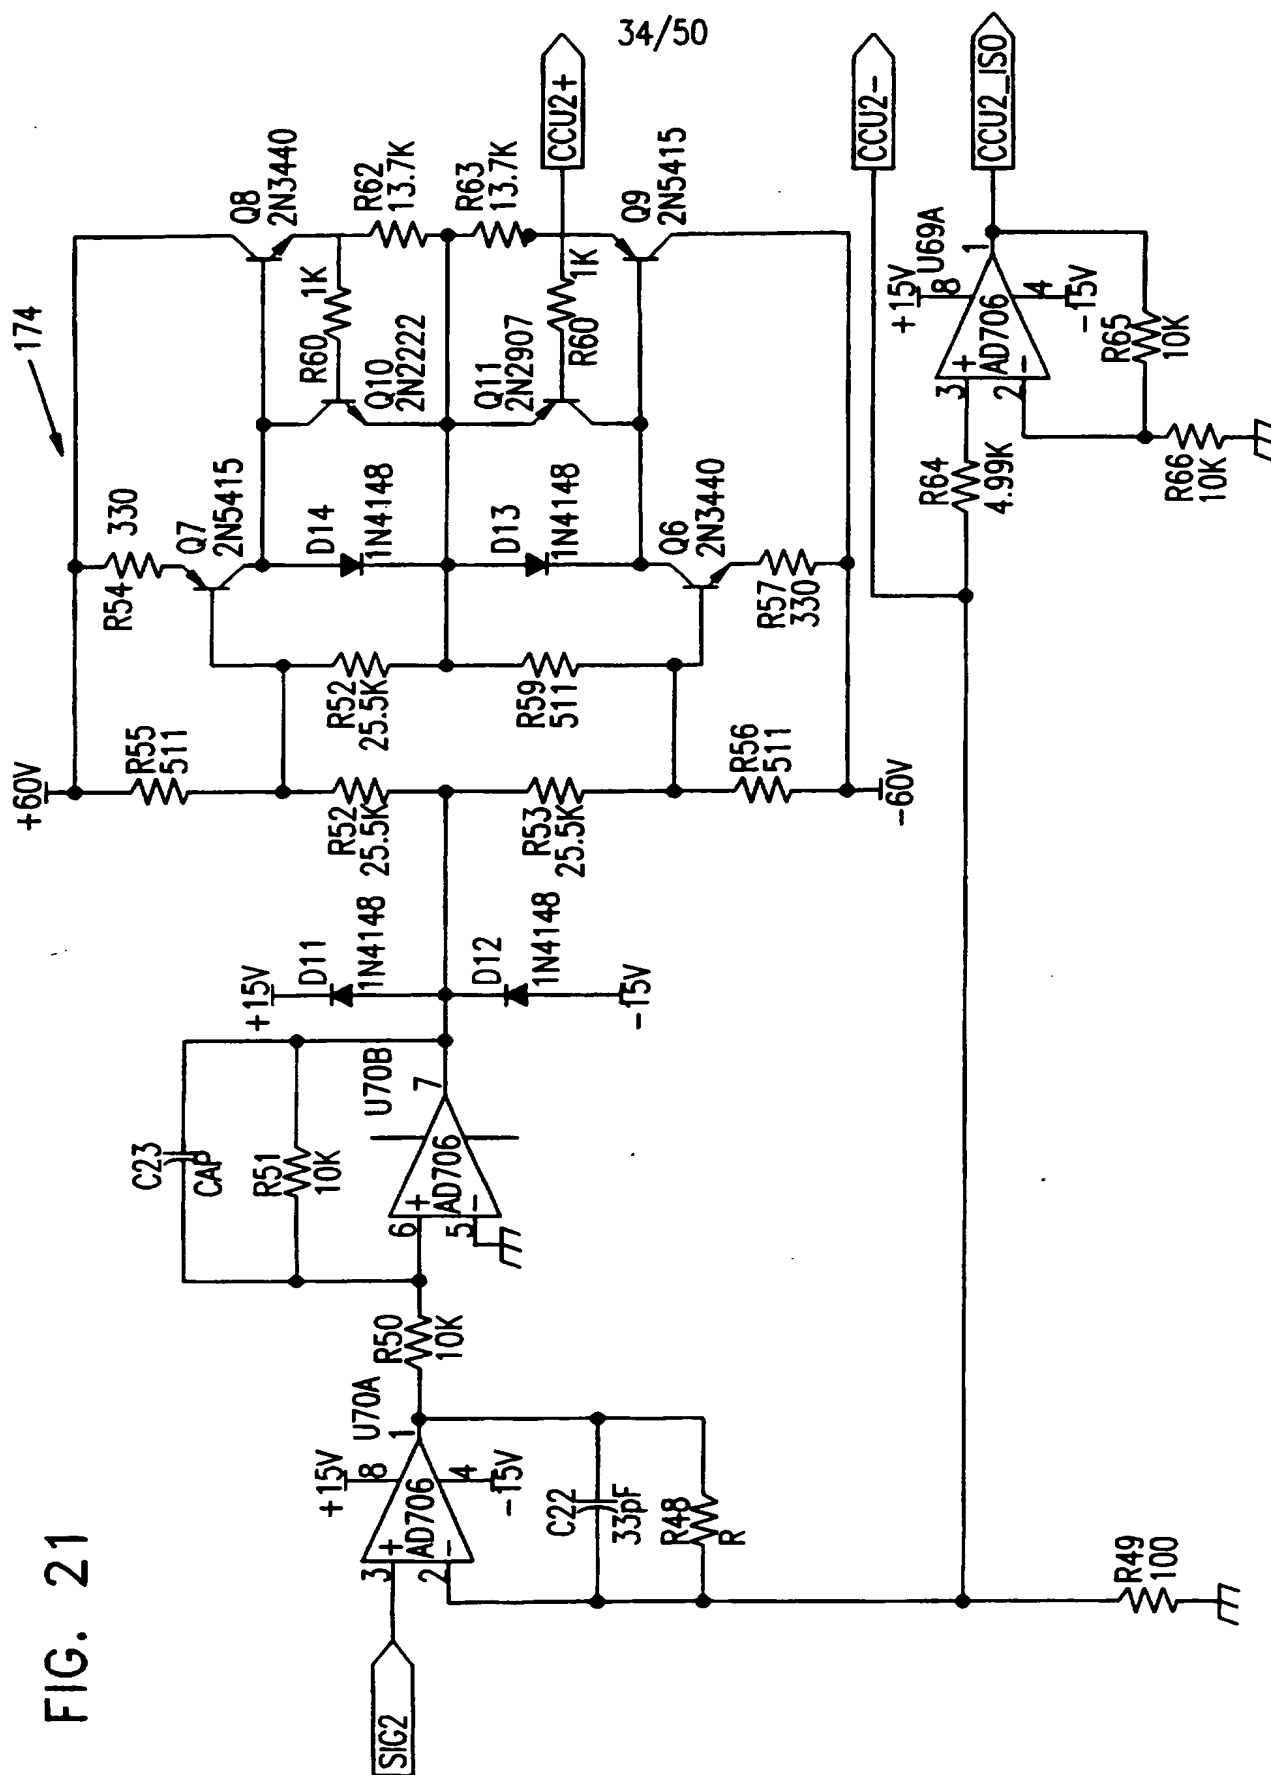 34/50
FIG. 21
174
SIG2
3
+
AD706
-
2
+15V
8
U70A
1
4
-15V
C22
33pF
R48
R
R49
100
R50
10K
C23
CAP
R51
10K
6
+
AD706
-
5
U70B
7
+15V
D11
1N4148
D12
1N4148
-15V
+60V
R55
511
R52
25.5K
R53
25.5K
R56
511
-60V
R52
25.5K
R59
511
R54
330
Q7
2N5415
D14
1N4148
D13
1N4148
Q6
2N3440
R57
330
Q10
2N2222
Q11
2N2907
R60
1K
R60
1K
Q8
2N3440
R62
13.7K
R63
13.7K
Q9
2N5415
CCU2+
CCU2-
R64
4.99K
3
+
AD706
-
2
+15V
8
U69A
1
4
-15V
R65
10K
R66
10K
CCU2_ISO